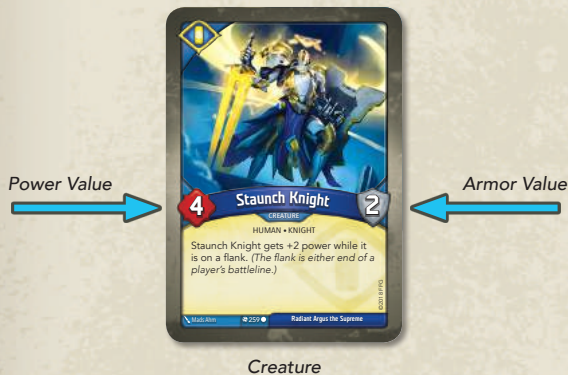 Power Value
Armor Value
4
Staunch Knight
2
CREATURE
HUMAN • KNIGHT
Staunch Knight gets +2 power while it
is on a flank. (The flank is either end of a
player's battleline.)
©2018 FFG
Mads Ahm
259
Radiant Argus the Supreme
Creature